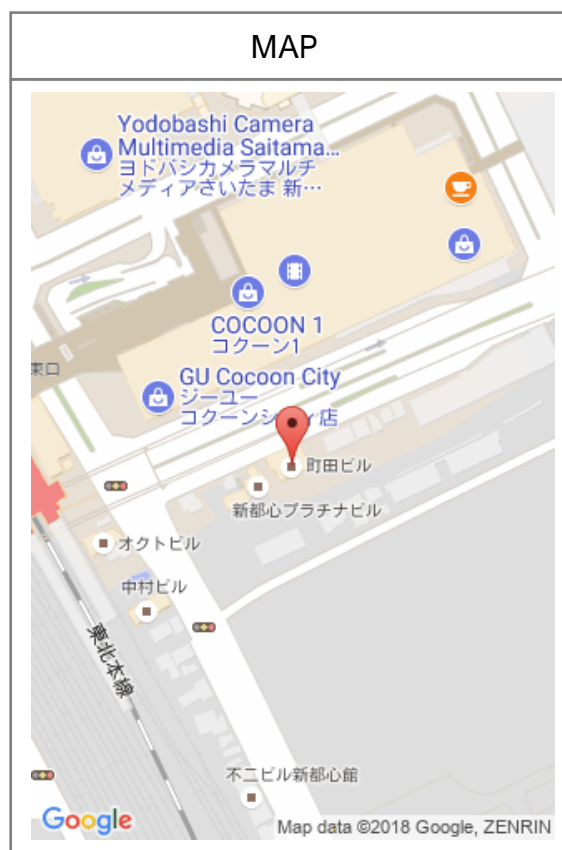 MAP
Yodobashi Camera
Multimedia Saitama...
ヨドバシカメラマルチ
メディアさいたま 新…
COCOON 1
コクーン1
東口
GU Cocoon City
ジーユー
コクーンシティ店
町田ビル
新都心プラチナビル
オクトビル
中村ビル
東北本線
不二ビル新都心館
Google
Map data ©2018 Google, ZENRIN